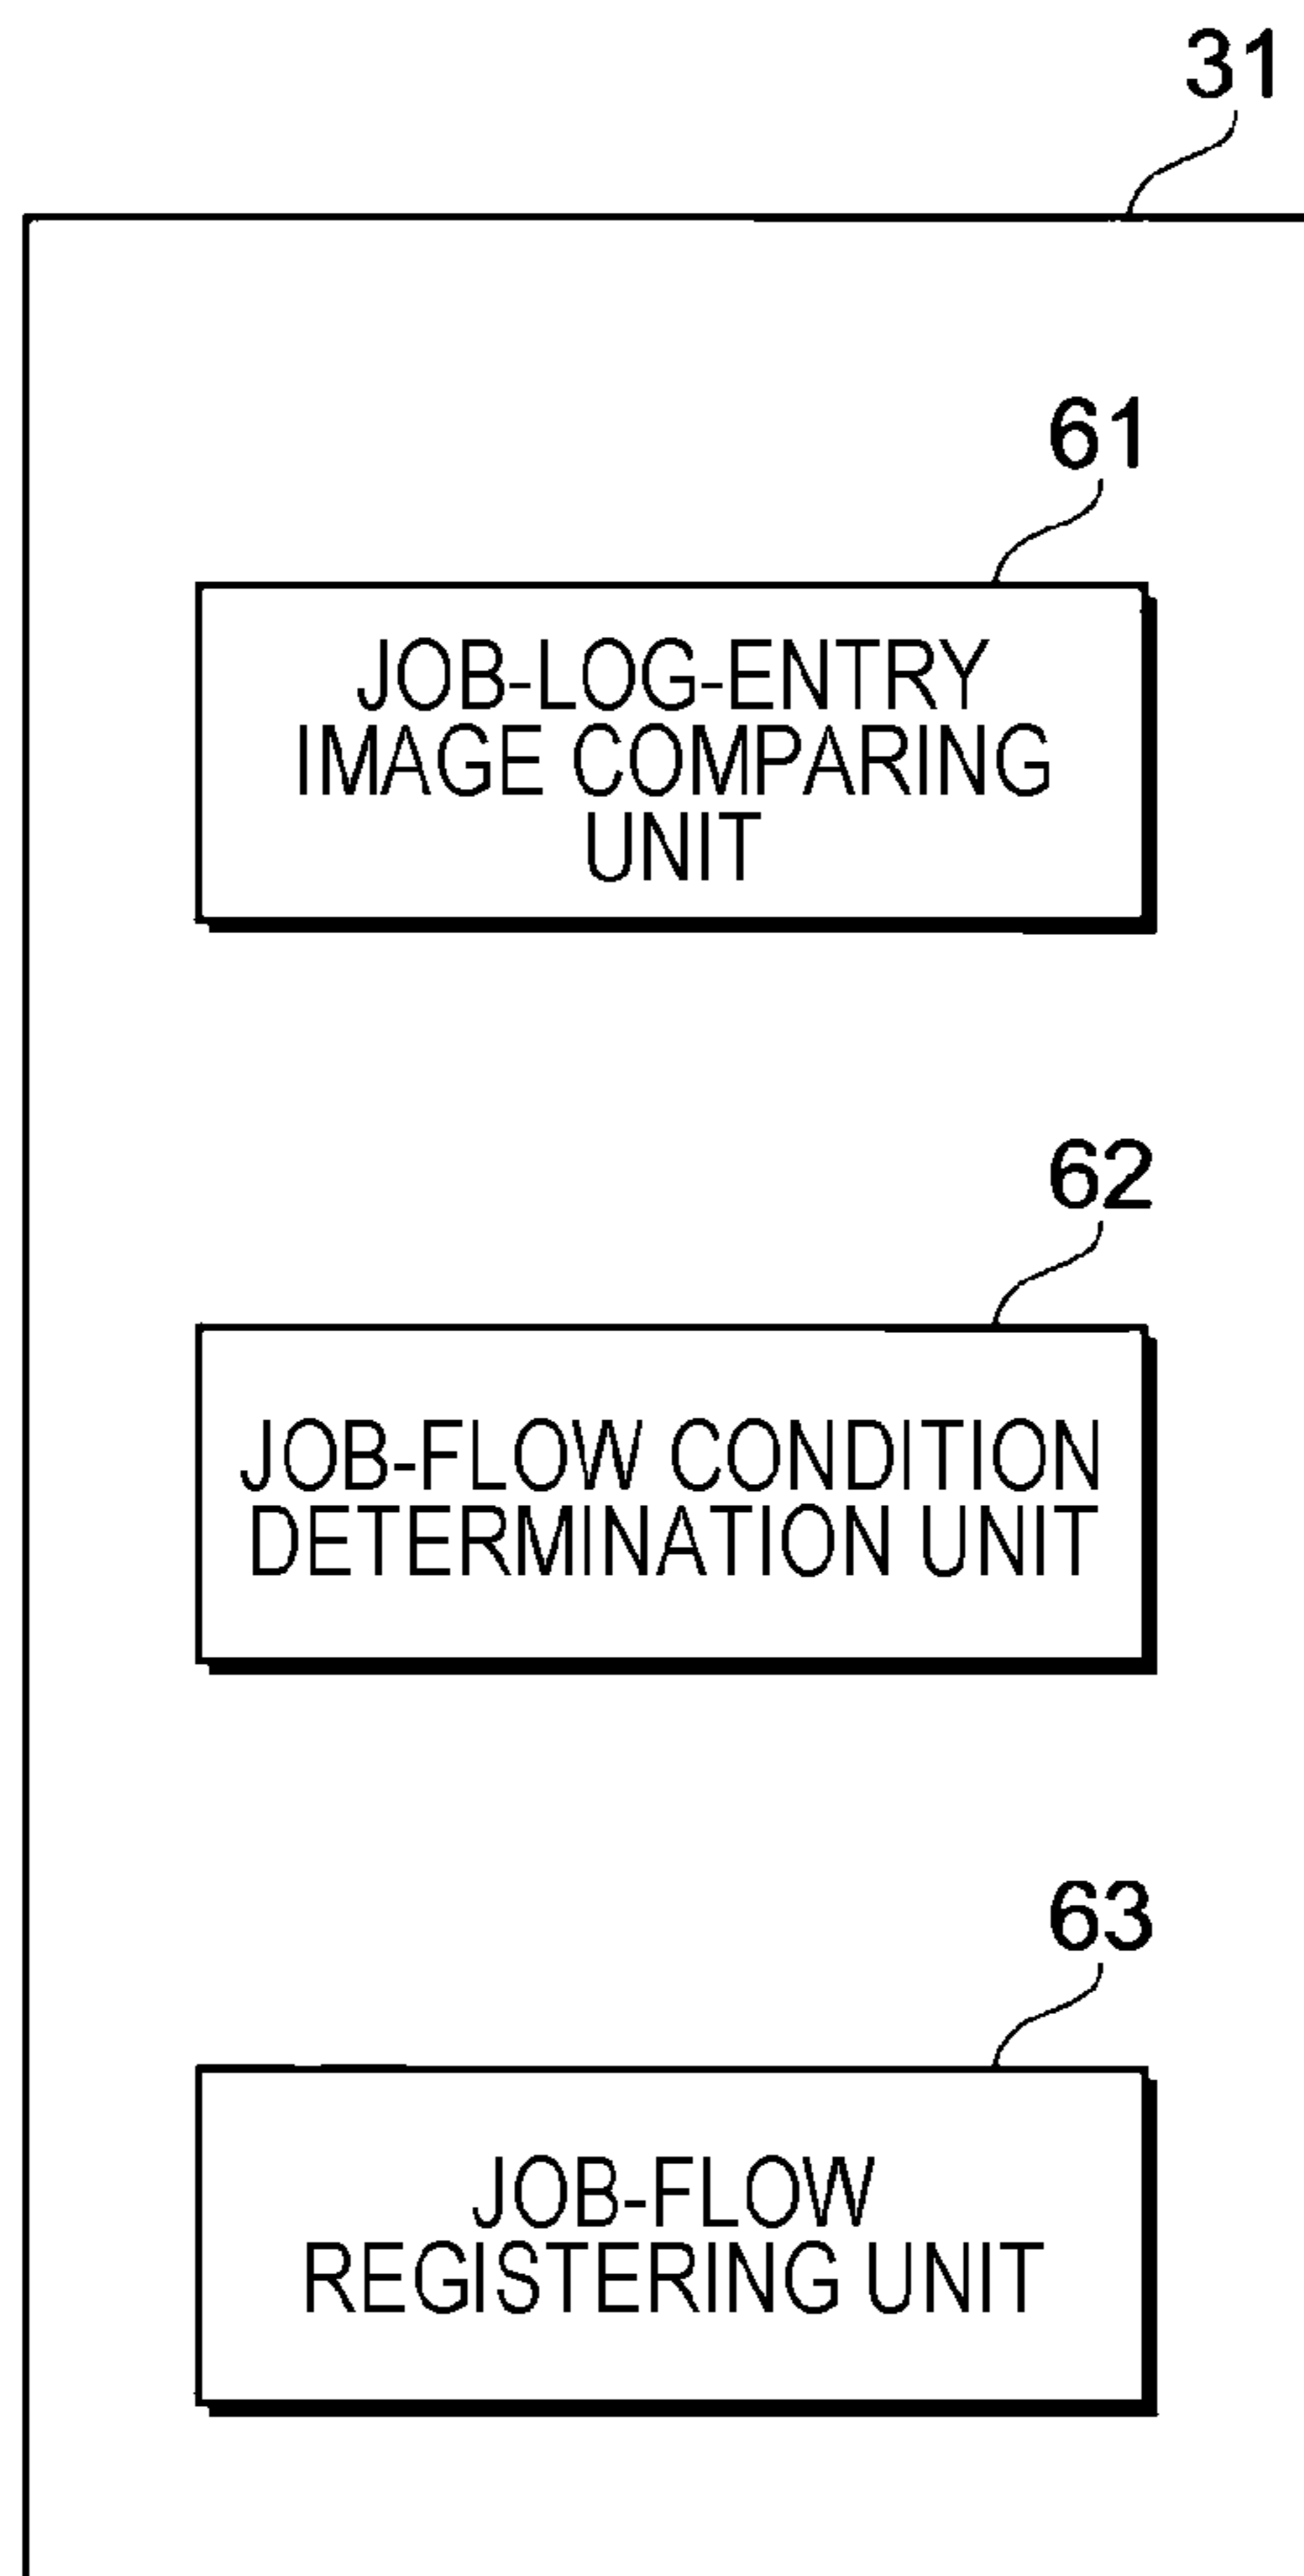 31
61
JOB-LOG-ENTRY
IMAGE COMPARING
UNIT
62
JOB-FLOW CONDITION
DETERMINATION UNIT
63
JOB-FLOW
REGISTERING UNIT